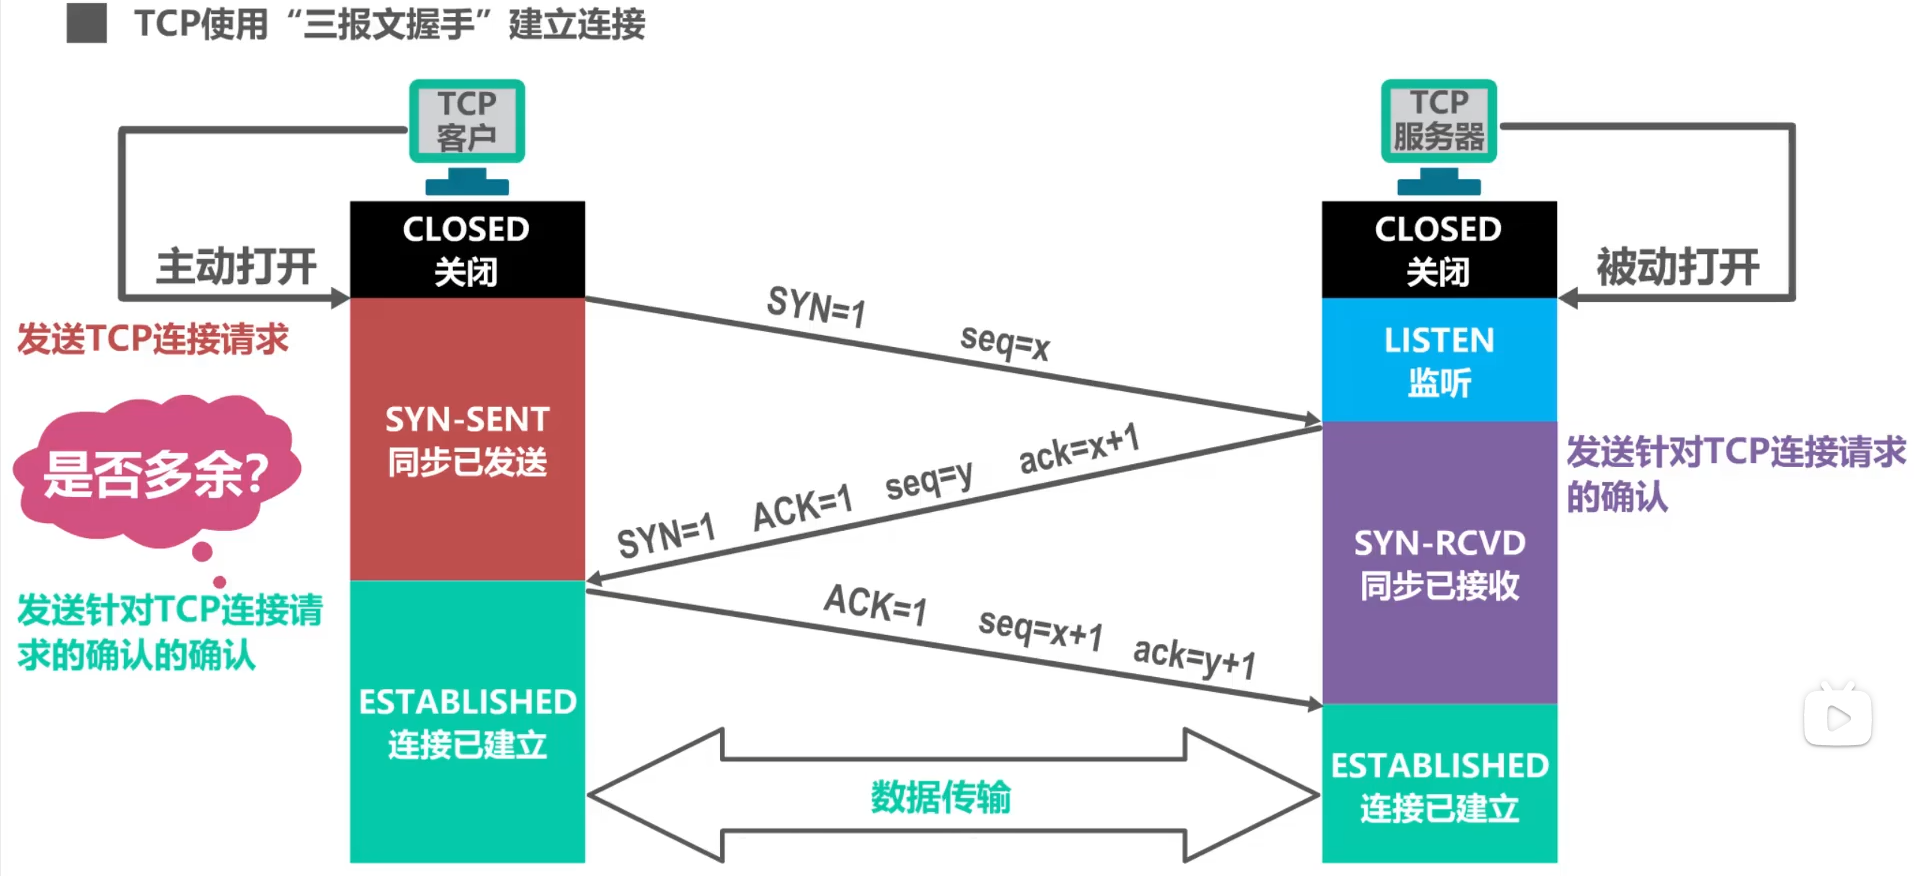 TCP使用“三报文握手”建立连接
TCP
客户
TCP
服务器
CLOSED
关闭
CLOSED
关闭
主动打开
被动打开
发送TCP连接请求
SYN=1 seq=x
LISTEN
监听
是否多余？
SYN-SENT
同步已发送
SYN=1 ACK=1 seq=y ack=x+1
发送针对TCP连接请求
的确认
SYN-RCVD
同步已接收
发送针对TCP连接请
求的确认的确认
ACK=1 seq=x+1 ack=y+1
ESTABLISHED
连接已建立
数据传输
ESTABLISHED
连接已建立